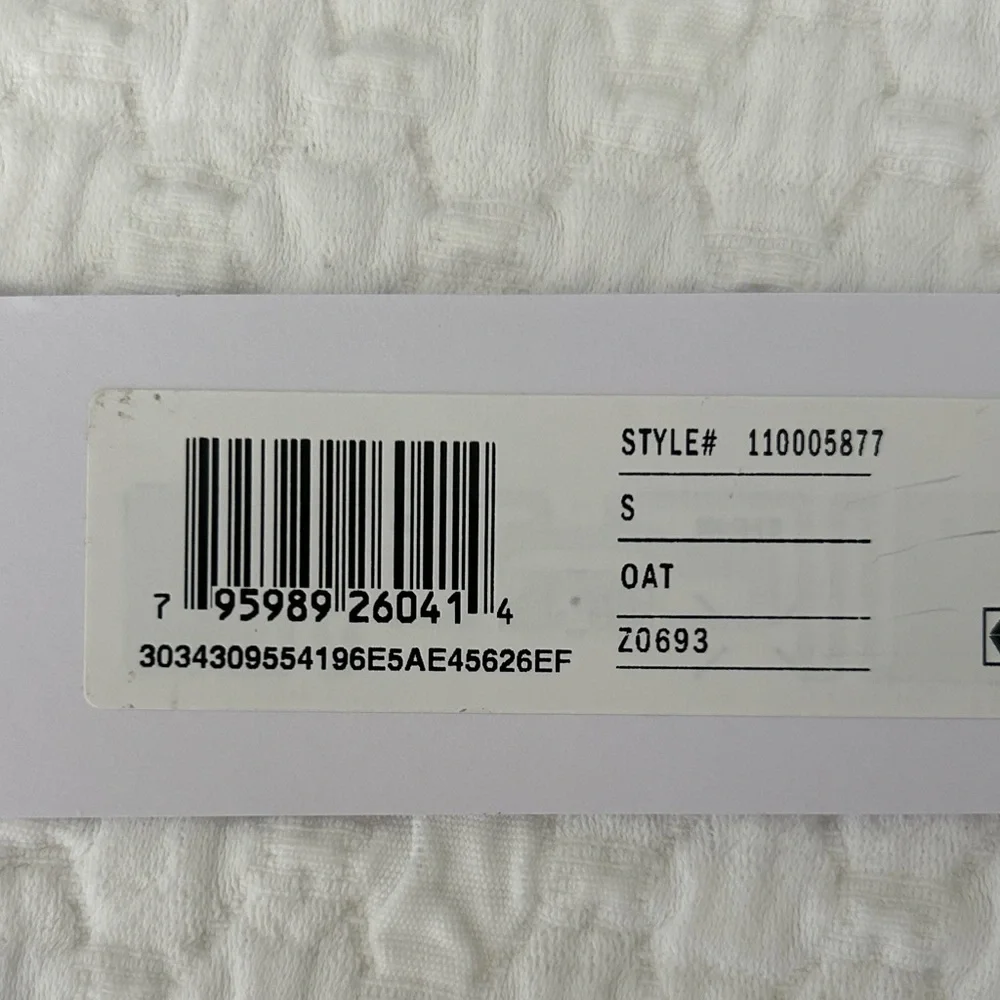 STYLE# 110005877
S
OAT
Z0693
7 95989 26041 4
3034309554196E5AE45626EF